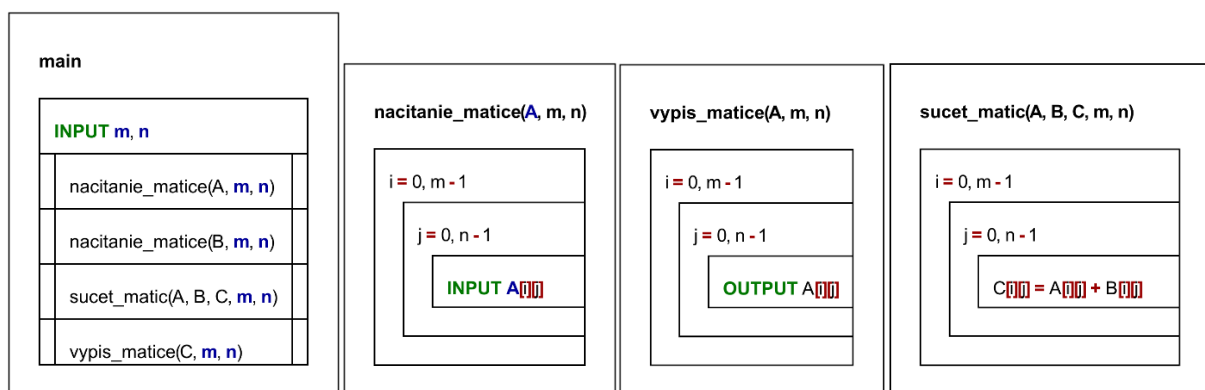 main
INPUT m, n
nacitanie_matice(A, m, n)
nacitanie_matice(B, m, n)
sucet_matic(A, B, C, m, n)
vypis_matice(C, m, n)
nacitanie_matice(A, m, n)
i = 0, m - 1
j = 0, n - 1
INPUT A[i][j]
vypis_matice(A, m, n)
i = 0, m - 1
j = 0, n - 1
OUTPUT A[i][j]
sucet_matic(A, B, C, m, n)
i = 0, m - 1
j = 0, n - 1
C[i][j] = A[i][j] + B[i][j]